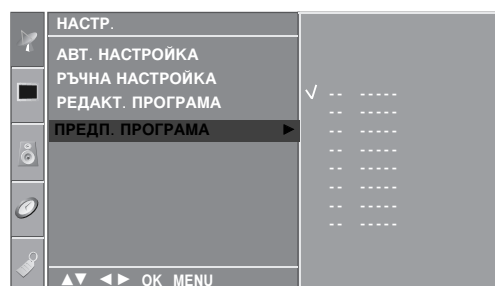 НАСТР.
АВТ. НАСТРОЙКА
РЪЧНА НАСТРОЙКА
РЕДАКТ. ПРОГРАМА
ПРЕДП. ПРОГРАМА ►
√ -- -----
-- -----
-- -----
-- -----
-- -----
-- -----
-- -----
-- -----
▲▼ ◄► OK MENU